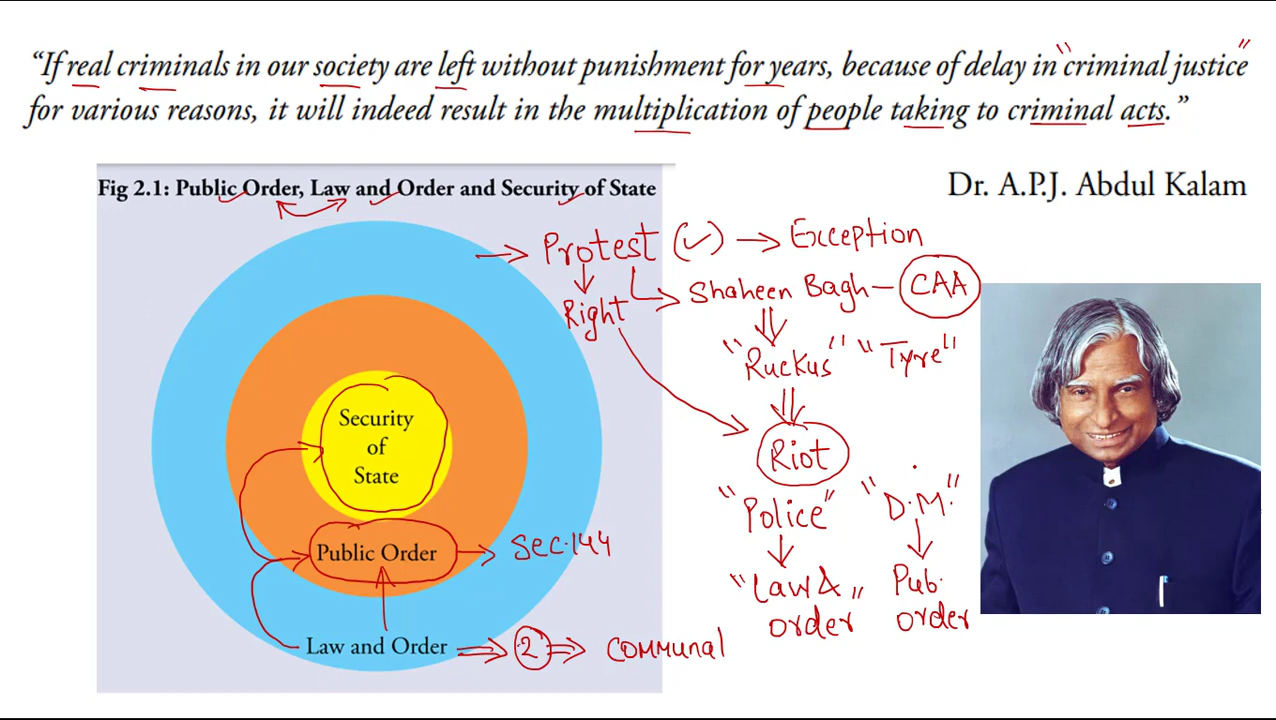 “If real criminals in our society are left without punishment for years, because of delay in "criminal justice"
for various reasons, it will indeed result in the multiplication of people taking to criminal acts.”
Fig 2.1: Public Order, Law and Order and Security of State
Dr. A.P.J. Abdul Kalam
Protest (✓) → Exception
Right
Shaheen Bagh - CAA
"Ruckus" "Tyre"
Riot
Security
of
State
"Police" "D.M."
Public Order → Sec.144
"Law &
order"
Pub.
order
Law and Order ⇒ 2 ⇒ COMMUNAL